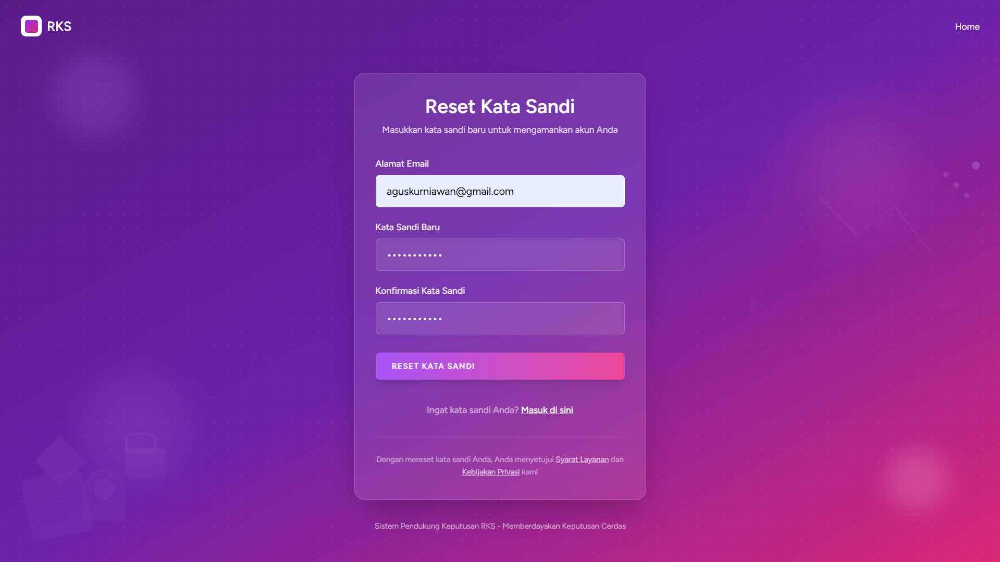 RKS
Home
Reset Kata Sandi
Masukkan kata sandi baru untuk mengamankan akun Anda
Alamat Email
aguskurniawan@gmail.com
Kata Sandi Baru
•••••••••••
Konfirmasi Kata Sandi
•••••••••••
RESET KATA SANDI
Ingat kata sandi Anda? Masuk di sini
Dengan mereset kata sandi Anda, Anda menyetujui Syarat Layanan dan
Kebijakan Privasi kami
Sistem Pendukung Keputusan RKS - Memberdayakan Keputusan Cerdas